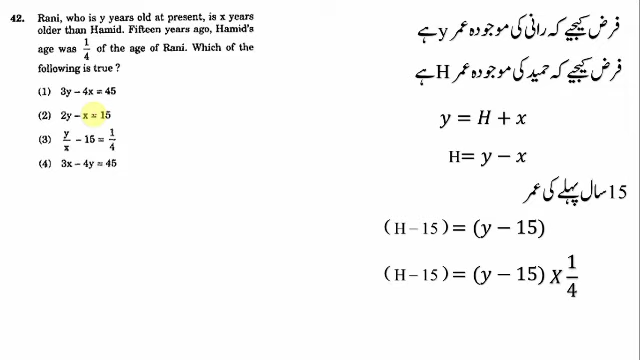 42. Rani, who is y years old at present, is x years
older than Hamid. Fifteen years ago, Hamid's
age was 1/4 of the age of Rani. Which of the
following is true ?
(1) 3y – 4x = 45
(2) 2y – x = 15
(3) y/x – 15 = 1/4
(4) 3x – 4y = 45
فرض کیجیے کہ رانی کی موجودہ عمر y ہے
فرض کیجیے کہ حمید کی موجودہ عمر H ہے
y = H + x
H= y − x
15 سال پہلے کی عمر
(H−15) = (y − 15)
(H−15) = (y − 15) X 1/4